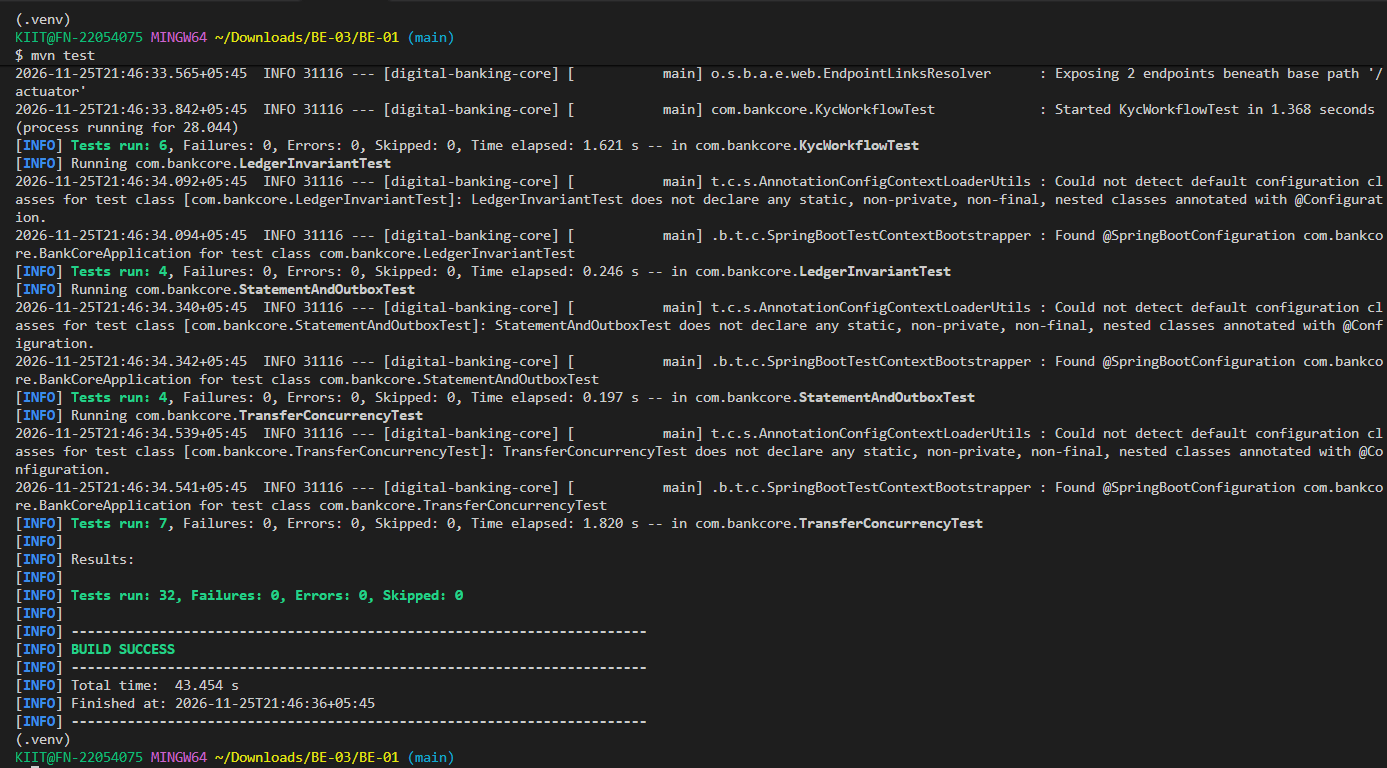 (.venv)
KIIT@FN-22054075 MINGW64 ~/Downloads/BE-03/BE-01 (main)
$ mvn test
2026-11-25T21:46:33.565+05:45  INFO 31116 --- [digital-banking-core] [           main] o.s.b.a.e.web.EndpointLinksResolver      : Exposing 2 endpoints beneath base path '/
actuator'
2026-11-25T21:46:33.842+05:45  INFO 31116 --- [digital-banking-core] [           main] com.bankcore.KycWorkflowTest             : Started KycWorkflowTest in 1.368 seconds
(process running for 28.044)
[INFO] Tests run: 6, Failures: 0, Errors: 0, Skipped: 0, Time elapsed: 1.621 s -- in com.bankcore.KycWorkflowTest
[INFO] Running com.bankcore.LedgerInvariantTest
2026-11-25T21:46:34.092+05:45  INFO 31116 --- [digital-banking-core] [           main] t.c.s.AnnotationConfigContextLoaderUtils : Could not detect default configuration cl
asses for test class [com.bankcore.LedgerInvariantTest]: LedgerInvariantTest does not declare any static, non-private, non-final, nested classes annotated with @Configurat
ion.
2026-11-25T21:46:34.094+05:45  INFO 31116 --- [digital-banking-core] [           main] .b.t.c.SpringBootTestContextBootstrapper : Found @SpringBootConfiguration com.bankco
re.BankCoreApplication for test class com.bankcore.LedgerInvariantTest
[INFO] Tests run: 4, Failures: 0, Errors: 0, Skipped: 0, Time elapsed: 0.246 s -- in com.bankcore.LedgerInvariantTest
[INFO] Running com.bankcore.StatementAndOutboxTest
2026-11-25T21:46:34.340+05:45  INFO 31116 --- [digital-banking-core] [           main] t.c.s.AnnotationConfigContextLoaderUtils : Could not detect default configuration cl
asses for test class [com.bankcore.StatementAndOutboxTest]: StatementAndOutboxTest does not declare any static, non-private, non-final, nested classes annotated with @Conf
iguration.
2026-11-25T21:46:34.342+05:45  INFO 31116 --- [digital-banking-core] [           main] .b.t.c.SpringBootTestContextBootstrapper : Found @SpringBootConfiguration com.bankco
re.BankCoreApplication for test class com.bankcore.StatementAndOutboxTest
[INFO] Tests run: 4, Failures: 0, Errors: 0, Skipped: 0, Time elapsed: 0.197 s -- in com.bankcore.StatementAndOutboxTest
[INFO] Running com.bankcore.TransferConcurrencyTest
2026-11-25T21:46:34.539+05:45  INFO 31116 --- [digital-banking-core] [           main] t.c.s.AnnotationConfigContextLoaderUtils : Could not detect default configuration cl
asses for test class [com.bankcore.TransferConcurrencyTest]: TransferConcurrencyTest does not declare any static, non-private, non-final, nested classes annotated with @Co
nfiguration.
2026-11-25T21:46:34.541+05:45  INFO 31116 --- [digital-banking-core] [           main] .b.t.c.SpringBootTestContextBootstrapper : Found @SpringBootConfiguration com.bankco
re.BankCoreApplication for test class com.bankcore.TransferConcurrencyTest
[INFO] Tests run: 7, Failures: 0, Errors: 0, Skipped: 0, Time elapsed: 1.820 s -- in com.bankcore.TransferConcurrencyTest
[INFO]
[INFO] Results:
[INFO]
[INFO] Tests run: 32, Failures: 0, Errors: 0, Skipped: 0
[INFO]
[INFO] ------------------------------------------------------------------------
[INFO] BUILD SUCCESS
[INFO] ------------------------------------------------------------------------
[INFO] Total time:  43.454 s
[INFO] Finished at: 2026-11-25T21:46:36+05:45
[INFO] ------------------------------------------------------------------------
(.venv)
KIIT@FN-22054075 MINGW64 ~/Downloads/BE-03/BE-01 (main)